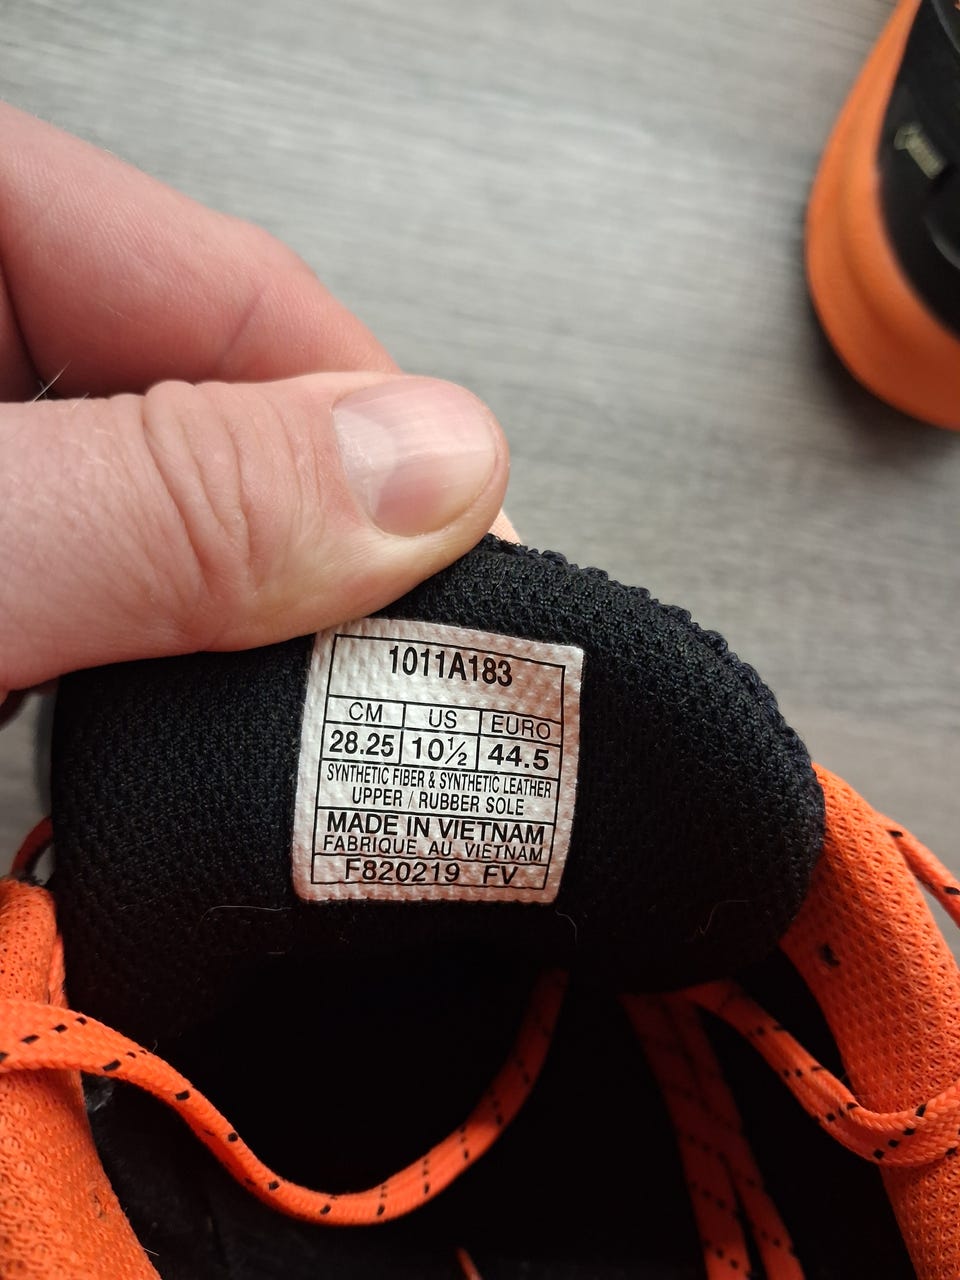 1011A183
CM US EURO
28.25 10½ 44.5
SYNTHETIC FIBER & SYNTHETIC LEATHER
UPPER / RUBBER SOLE
MADE IN VIETNAM
FABRIQUE AU VIETNAM
F820219 FV